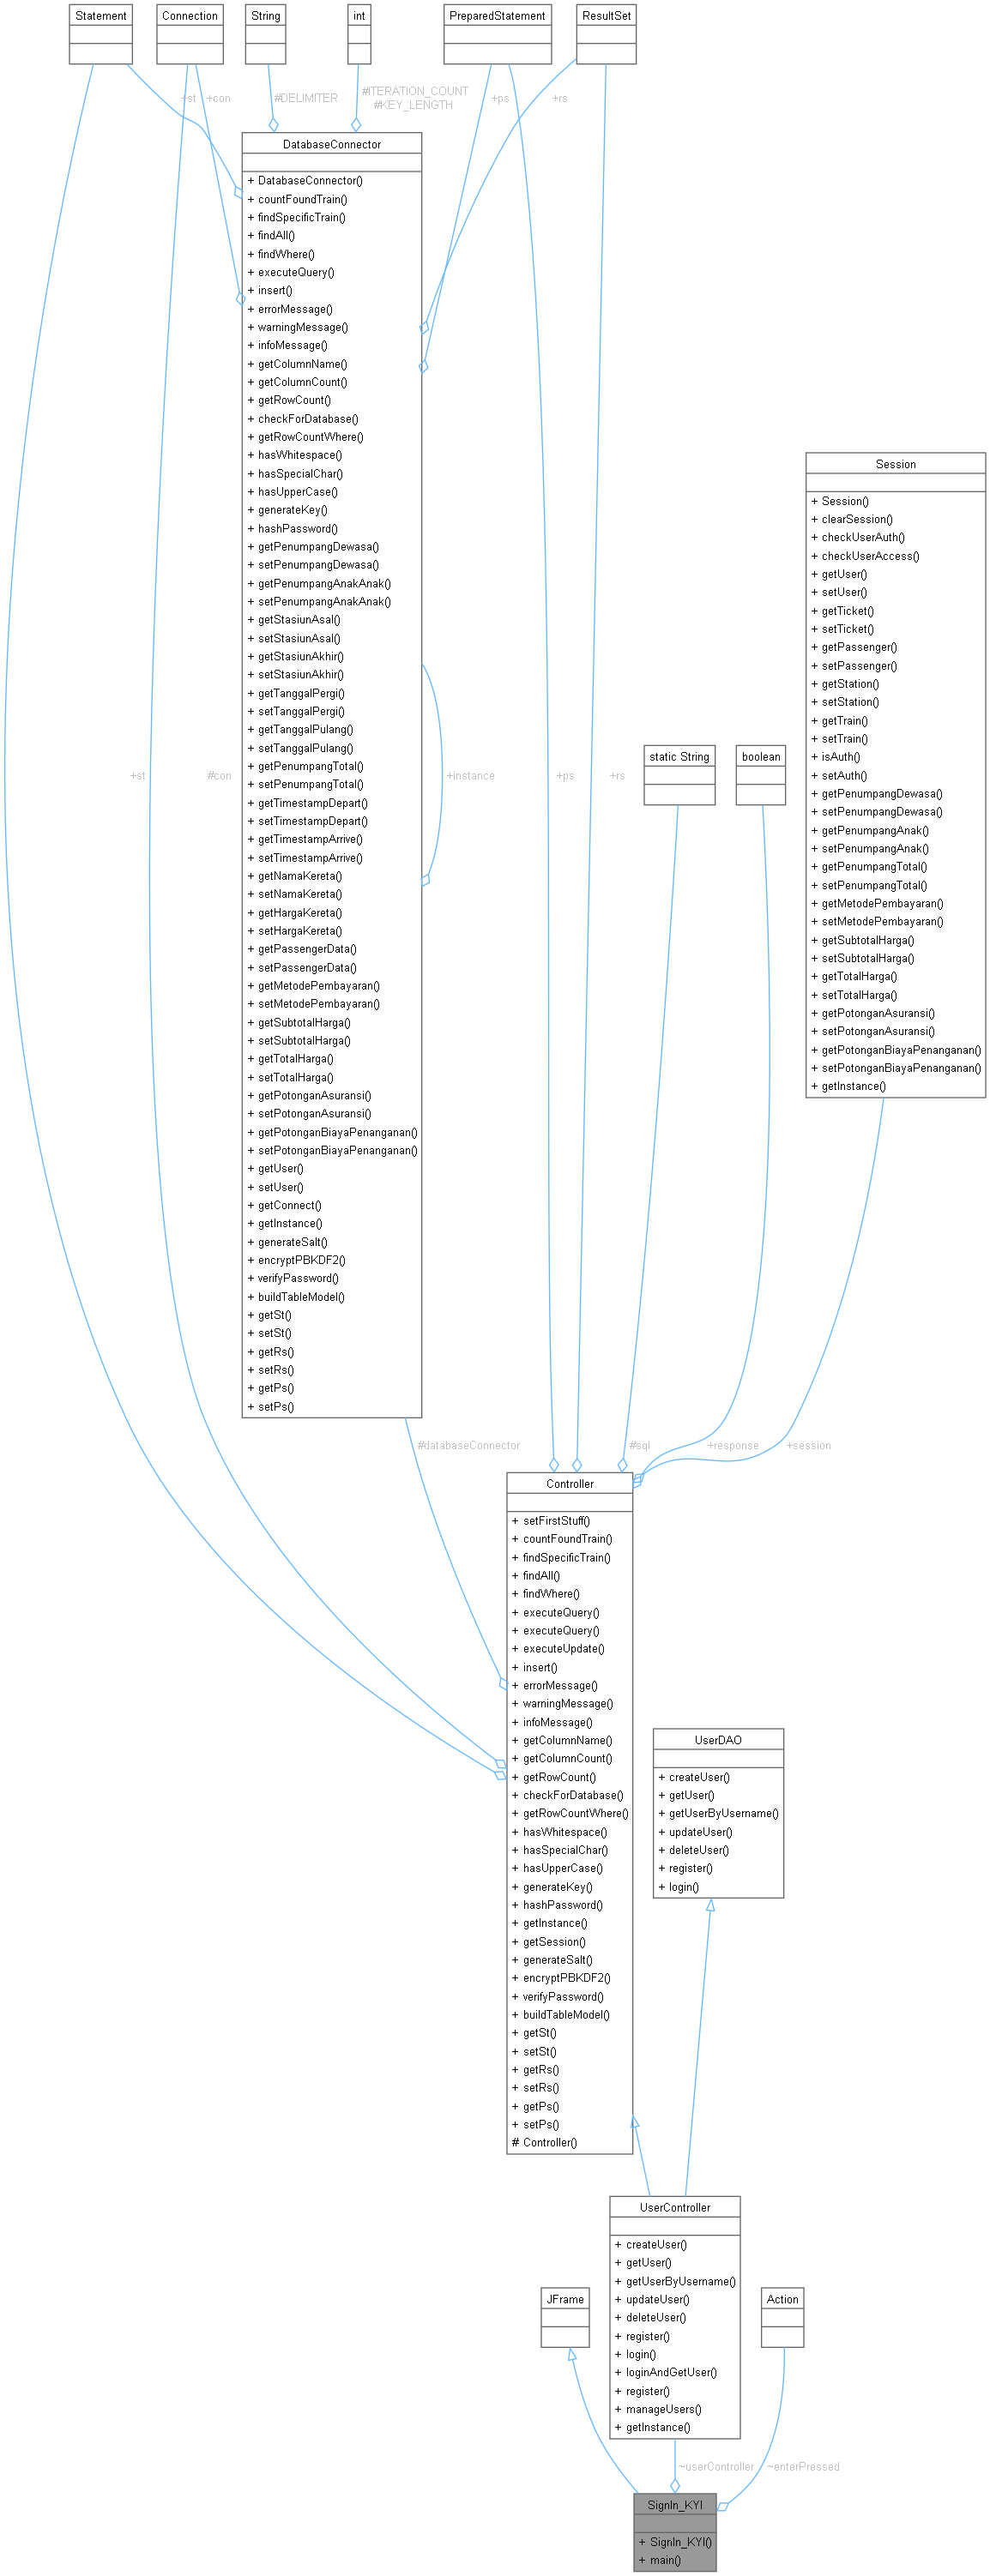 Statement
Connection
String
int
PreparedStatement
ResultSet
+st
+con
#DELIMITER
#ITERATION_COUNT
#KEY_LENGTH
+ps
+rs
DatabaseConnector
+ DatabaseConnector()
+ countFoundTrain()
+ findSpecificTrain()
+ findAll()
+ findWhere()
+ executeQuery()
+ insert()
+ errorMessage()
+ warningMessage()
+ infoMessage()
+ getColumnName()
+ getColumnCount()
+ getRowCount()
+ checkForDatabase()
+ getRowCountWhere()
+ hasWhitespace()
+ hasSpecialChar()
+ hasUpperCase()
+ generateKey()
+ hashPassword()
+ getPenumpangDewasa()
+ setPenumpangDewasa()
+ getPenumpangAnakAnak()
+ setPenumpangAnakAnak()
+ getStasiunAsal()
+ setStasiunAsal()
+ getStasiunAkhir()
+ setStasiunAkhir()
+ getTanggalPergi()
+ setTanggalPergi()
+ getTanggalPulang()
+ setTanggalPulang()
+ getPenumpangTotal()
+ setPenumpangTotal()
+ getTimestampDepart()
+ setTimestampDepart()
+ getTimestampArrive()
+ setTimestampArrive()
+ getNamaKereta()
+ setNamaKereta()
+ getHargaKereta()
+ setHargaKereta()
+ getPassengerData()
+ setPassengerData()
+ getMetodePembayaran()
+ setMetodePembayaran()
+ getSubtotalHarga()
+ setSubtotalHarga()
+ getTotalHarga()
+ setTotalHarga()
+ getPotonganAsuransi()
+ setPotonganAsuransi()
+ getPotonganBiayaPenanganan()
+ setPotonganBiayaPenanganan()
+ getUser()
+ setUser()
+ getConnect()
+ getInstance()
+ generateSalt()
+ encryptPBKDF2()
+ verifyPassword()
+ buildTableModel()
+ getSt()
+ setSt()
+ getRs()
+ setRs()
+ getPs()
+ setPs()
Session
+ Session()
+ clearSession()
+ checkUserAuth()
+ checkUserAccess()
+ getUser()
+ setUser()
+ getTicket()
+ setTicket()
+ getPassenger()
+ setPassenger()
+ getStation()
+ setStation()
+ getTrain()
+ setTrain()
+ isAuth()
+ setAuth()
+ getPenumpangDewasa()
+ setPenumpangDewasa()
+ getPenumpangAnak()
+ setPenumpangAnak()
+ getPenumpangTotal()
+ setPenumpangTotal()
+ getMetodePembayaran()
+ setMetodePembayaran()
+ getSubtotalHarga()
+ setSubtotalHarga()
+ getTotalHarga()
+ setTotalHarga()
+ getPotonganAsuransi()
+ setPotonganAsuransi()
+ getPotonganBiayaPenanganan()
+ setPotonganBiayaPenanganan()
+ getInstance()
static String
boolean
+st
#con
+instance
+ps
+rs
#databaseConnector
#sql
+response
+session
Controller
+ setFirstStuff()
+ countFoundTrain()
+ findSpecificTrain()
+ findAll()
+ findWhere()
+ executeQuery()
+ executeQuery()
+ executeUpdate()
+ insert()
+ errorMessage()
+ warningMessage()
+ infoMessage()
+ getColumnName()
+ getColumnCount()
+ getRowCount()
+ checkForDatabase()
+ getRowCountWhere()
+ hasWhitespace()
+ hasSpecialChar()
+ hasUpperCase()
+ generateKey()
+ hashPassword()
+ getInstance()
+ getSession()
+ generateSalt()
+ encryptPBKDF2()
+ verifyPassword()
+ buildTableModel()
+ getSt()
+ setSt()
+ getRs()
+ setRs()
+ getPs()
+ setPs()
# Controller()
UserDAO
+ createUser()
+ getUser()
+ getUserByUsername()
+ updateUser()
+ deleteUser()
+ register()
+ login()
UserController
+ createUser()
+ getUser()
+ getUserByUsername()
+ updateUser()
+ deleteUser()
+ register()
+ login()
+ loginAndGetUser()
+ register()
+ manageUsers()
+ getInstance()
JFrame
Action
~userController
~enterPressed
SignIn_KYI
+ SignIn_KYI()
+ main()